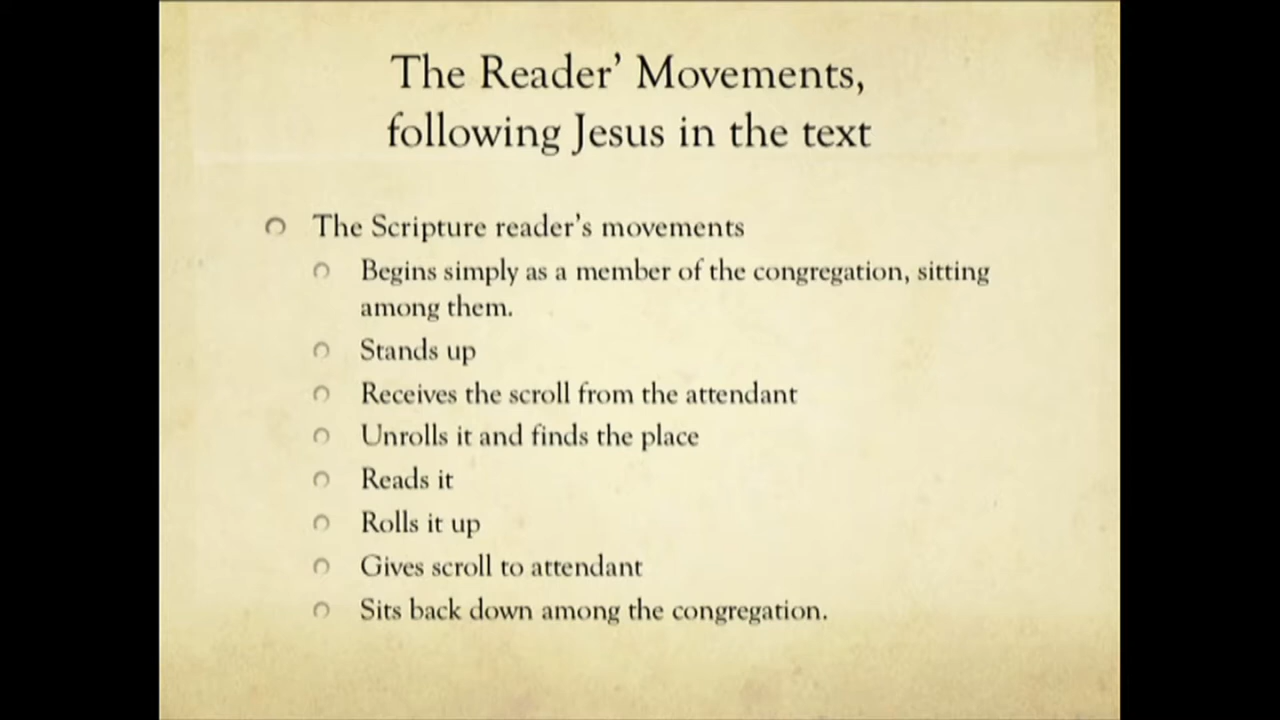 The Reader’ Movements,
following Jesus in the text
The Scripture reader’s movements
Begins simply as a member of the congregation, sitting
among them.
Stands up
Receives the scroll from the attendant
Unrolls it and finds the place
Reads it
Rolls it up
Gives scroll to attendant
Sits back down among the congregation.